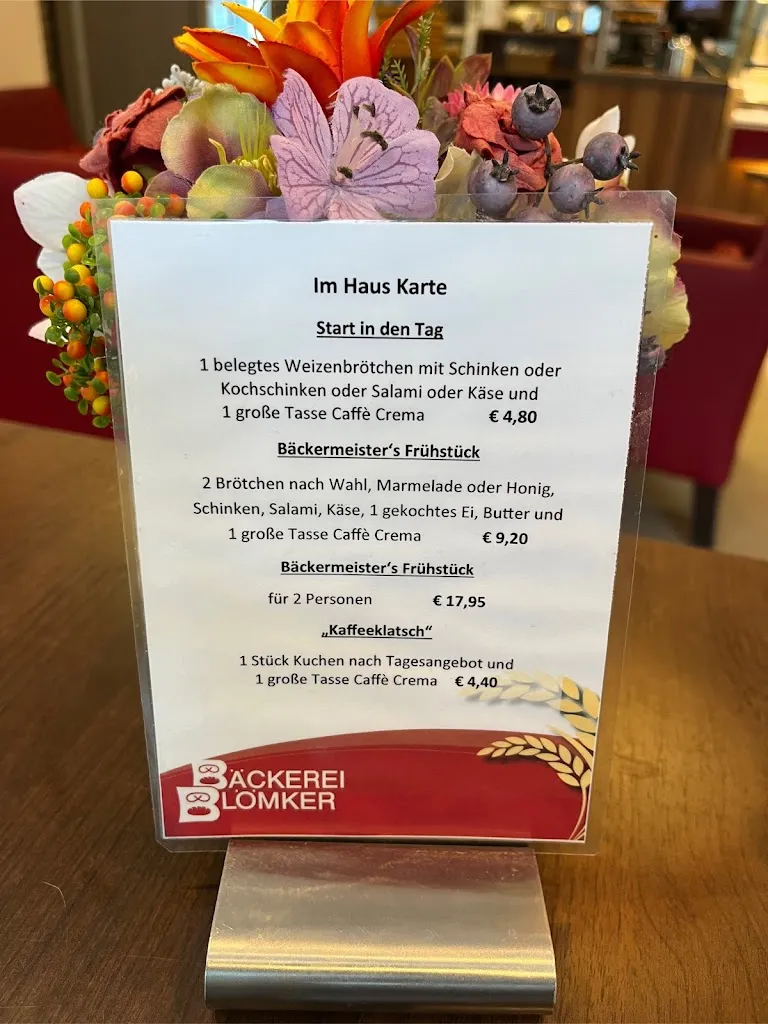 Im Haus Karte
Start in den Tag
1 belegtes Weizenbrötchen mit Schinken oder
Kochschinken oder Salami oder Käse und
1 große Tasse Caffè Crema € 4,80
Bäckermeister‘s Frühstück
2 Brötchen nach Wahl, Marmelade oder Honig,
Schinken, Salami, Käse, 1 gekochtes Ei, Butter und
1 große Tasse Caffè Crema € 9,20
Bäckermeister‘s Frühstück
für 2 Personen € 17,95
„Kaffeeklatsch“
1 Stück Kuchen nach Tagesangebot und
1 große Tasse Caffè Crema € 4,40
BÄCKEREI
BLÖMKER